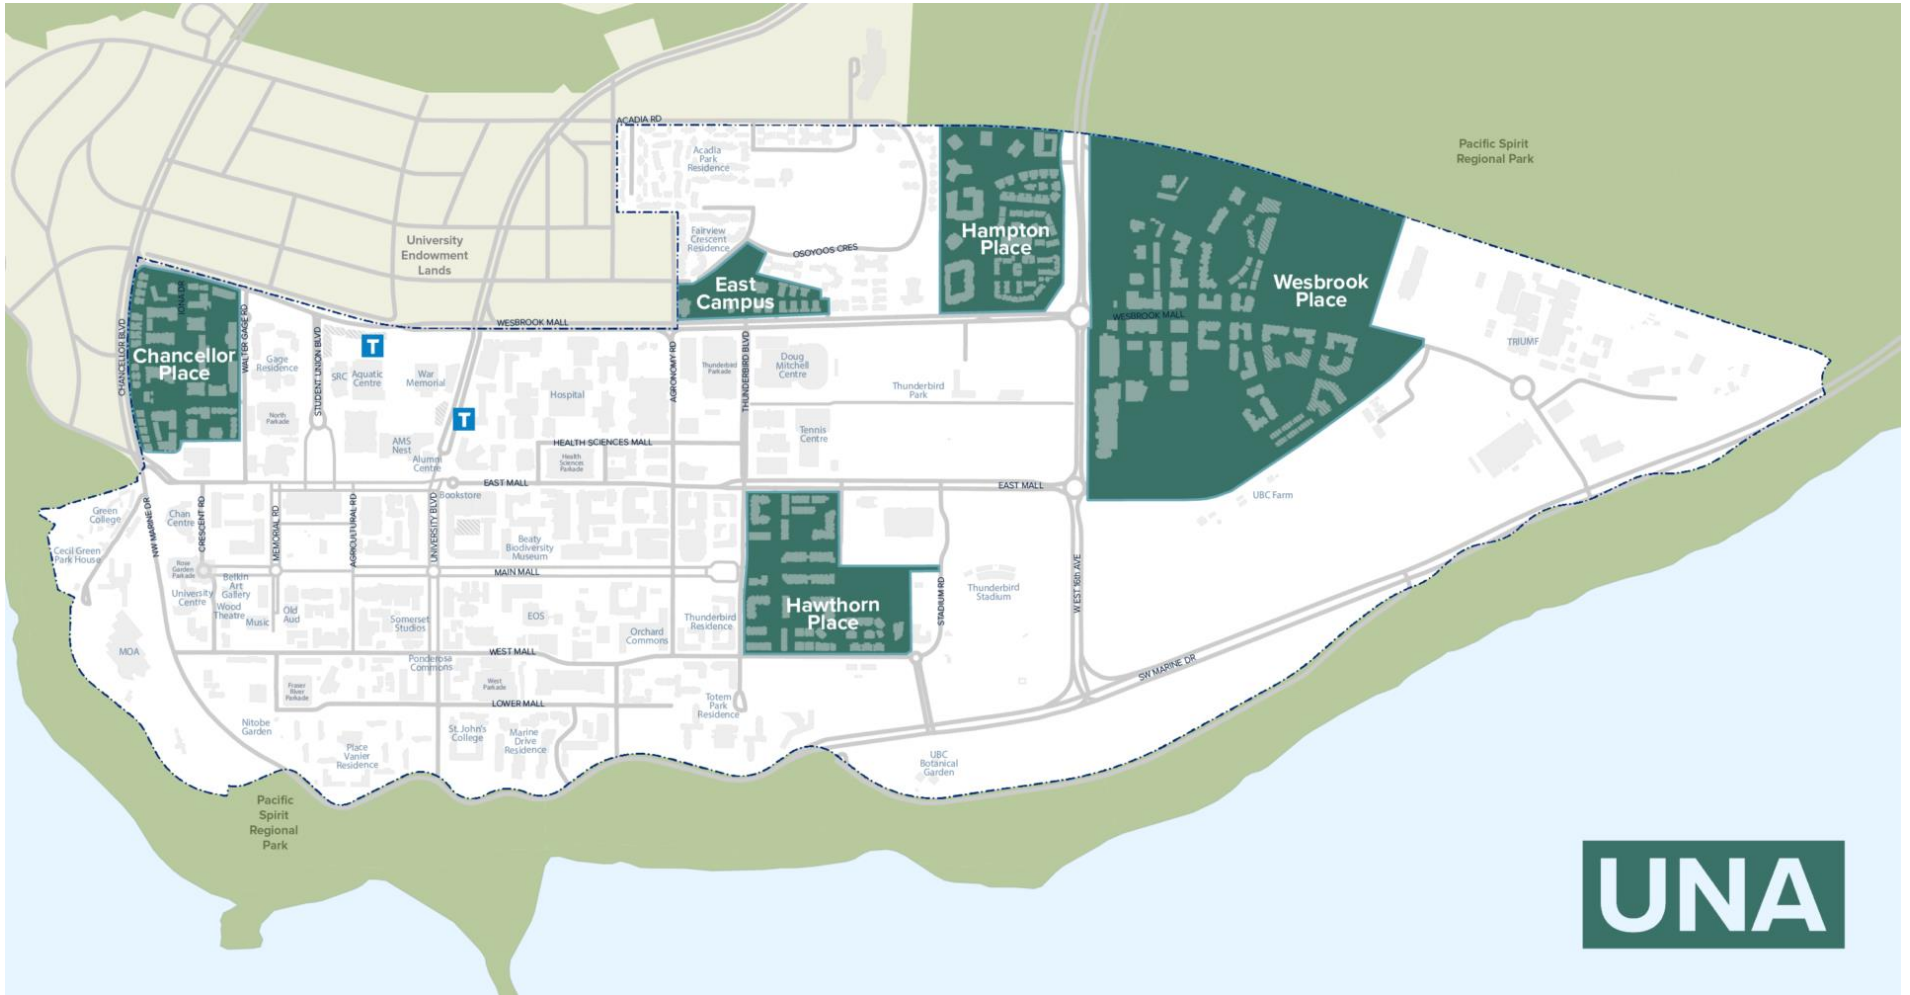 ACADIA RD
Pacific Spirit
Regional Park
Acadia
Park
Residence
University
Endowment
Lands
Fairview
Crescent
Residence
OSOYOOS CRES
Hampton
Place
East
Campus
Wesbrook
Place
WESBROOK MALL
WESBROOK MALL
TRIUMF
CHANCELLOR BLVD
Chancellor
Place
WALTER GAGE RD
Gage
Residence
STUDENT UNION BLVD
T
SRC
Aquatic
Centre
War
Memorial
Hospital
AGRONOMY RD
Thunderbird
Parkade
THUNDERBIRD BLVD
Doug
Mitchell
Centre
Thunderbird
Park
North
Parkade
T
AMS
Nest
Alumni
Centre
HEALTH SCIENCES MALL
Health
Sciences
Parkade
Tennis
Centre
EAST MALL
EAST MALL
Bookstore
UBC Farm
Green
College
NW MARINE DR
Chan
Centre
CRESCENT RD
MEMORIAL RD
AGRICULTURAL RD
UNIVERSITY BLVD
Beaty
Biodiversity
Museum
Cecil Green
Park House
Rose
Garden
Parkade
MAIN MALL
University
Centre
Belkin
Art
Gallery
Wood
Theatre
Music
Old
Aud
Somerset
Studios
EOS
Orchard
Commons
Thunderbird
Residence
Hawthorn
Place
STADIUM RD
Thunderbird
Stadium
WEST 16th AVE
MOA
WEST MALL
Ponderosa
Commons
SW MARINE DR
Fraser
River
Parkade
West
Parkade
LOWER MALL
Totem
Park
Residence
Nitobe
Garden
Place
Vanier
Residence
St. John's
College
Marine
Drive
Residence
UBC
Botanical
Garden
Pacific
Spirit
Regional
Park
UNA